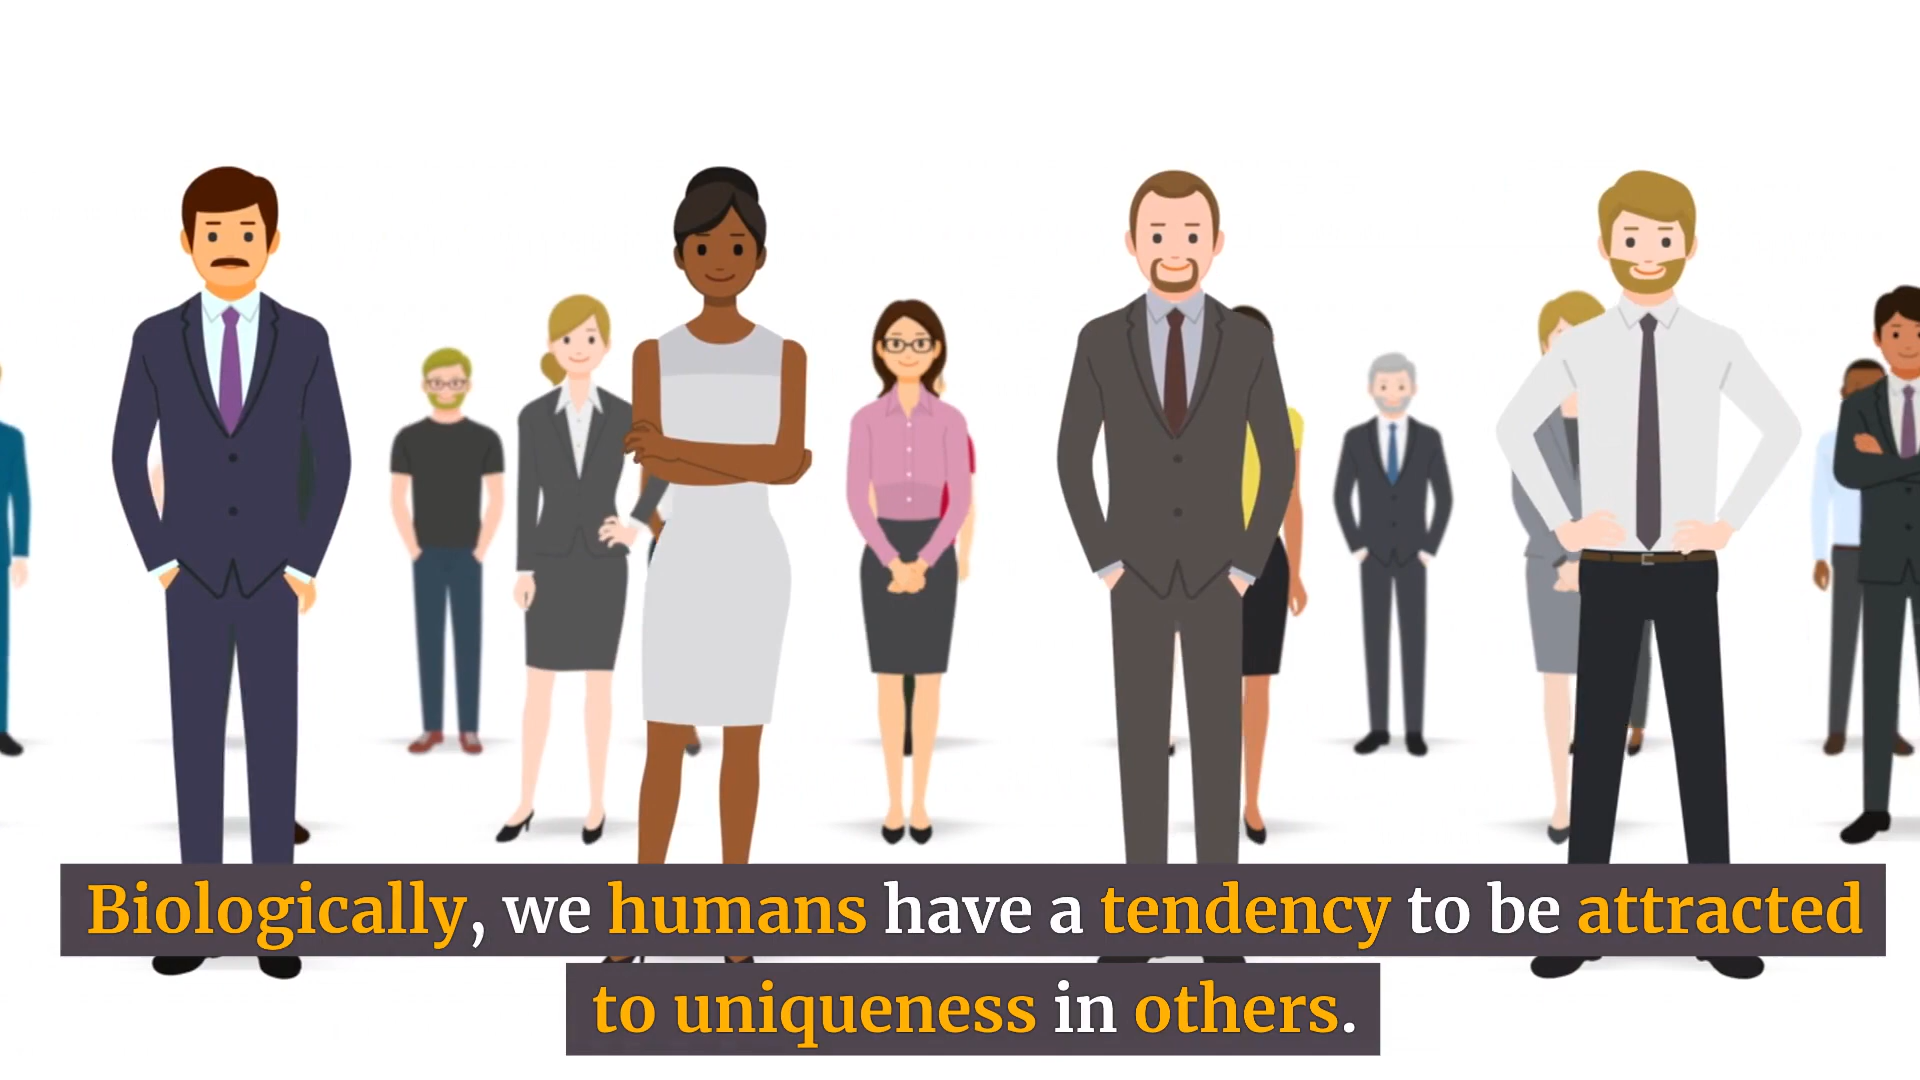 Biologically, we humans have a tendency to be attracted
to uniqueness in others.